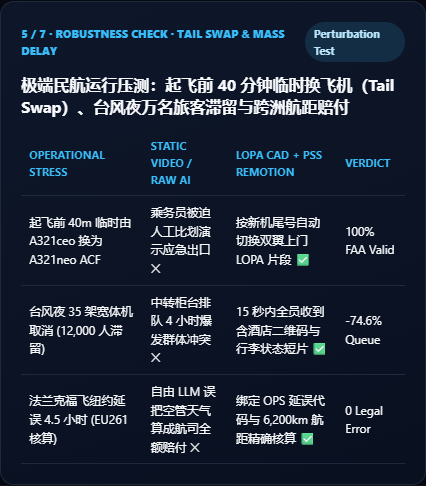 5 / 7 · ROBUSTNESS CHECK · TAIL SWAP & MASS
DELAY
Perturbation
Test
极端民航运行压测：起飞前 40 分钟临时换飞机（Tail
Swap）、台风夜万名旅客滞留与跨洲航距赔付
OPERATIONAL
STRESS
STATIC
VIDEO /
RAW AI
LOPA CAD + PSS
REMOTION
VERDICT
起飞前 40m 临时由
A321ceo 换为
A321neo ACF
乘务员被迫
人工比划演
示应急出口
❌
按新机尾号自动
切换双翼上门
LOPA 片段 ✅
100%
FAA Valid
台风夜 35 架宽体机
取消 (12,000 人滞
留)
中转柜台排
队 4 小时爆
发群体冲突
❌
15 秒内全员收到
含酒店二维码与
行李状态短片 ✅
-74.6%
Queue
法兰克福飞纽约延
误 4.5 小时 (EU261
核算)
自由 LLM 误
把空管天气
算成航司全
额赔付 ❌
绑定 OPS 延误代
码与 6,200km 航
距精确核算 ✅
0 Legal
Error